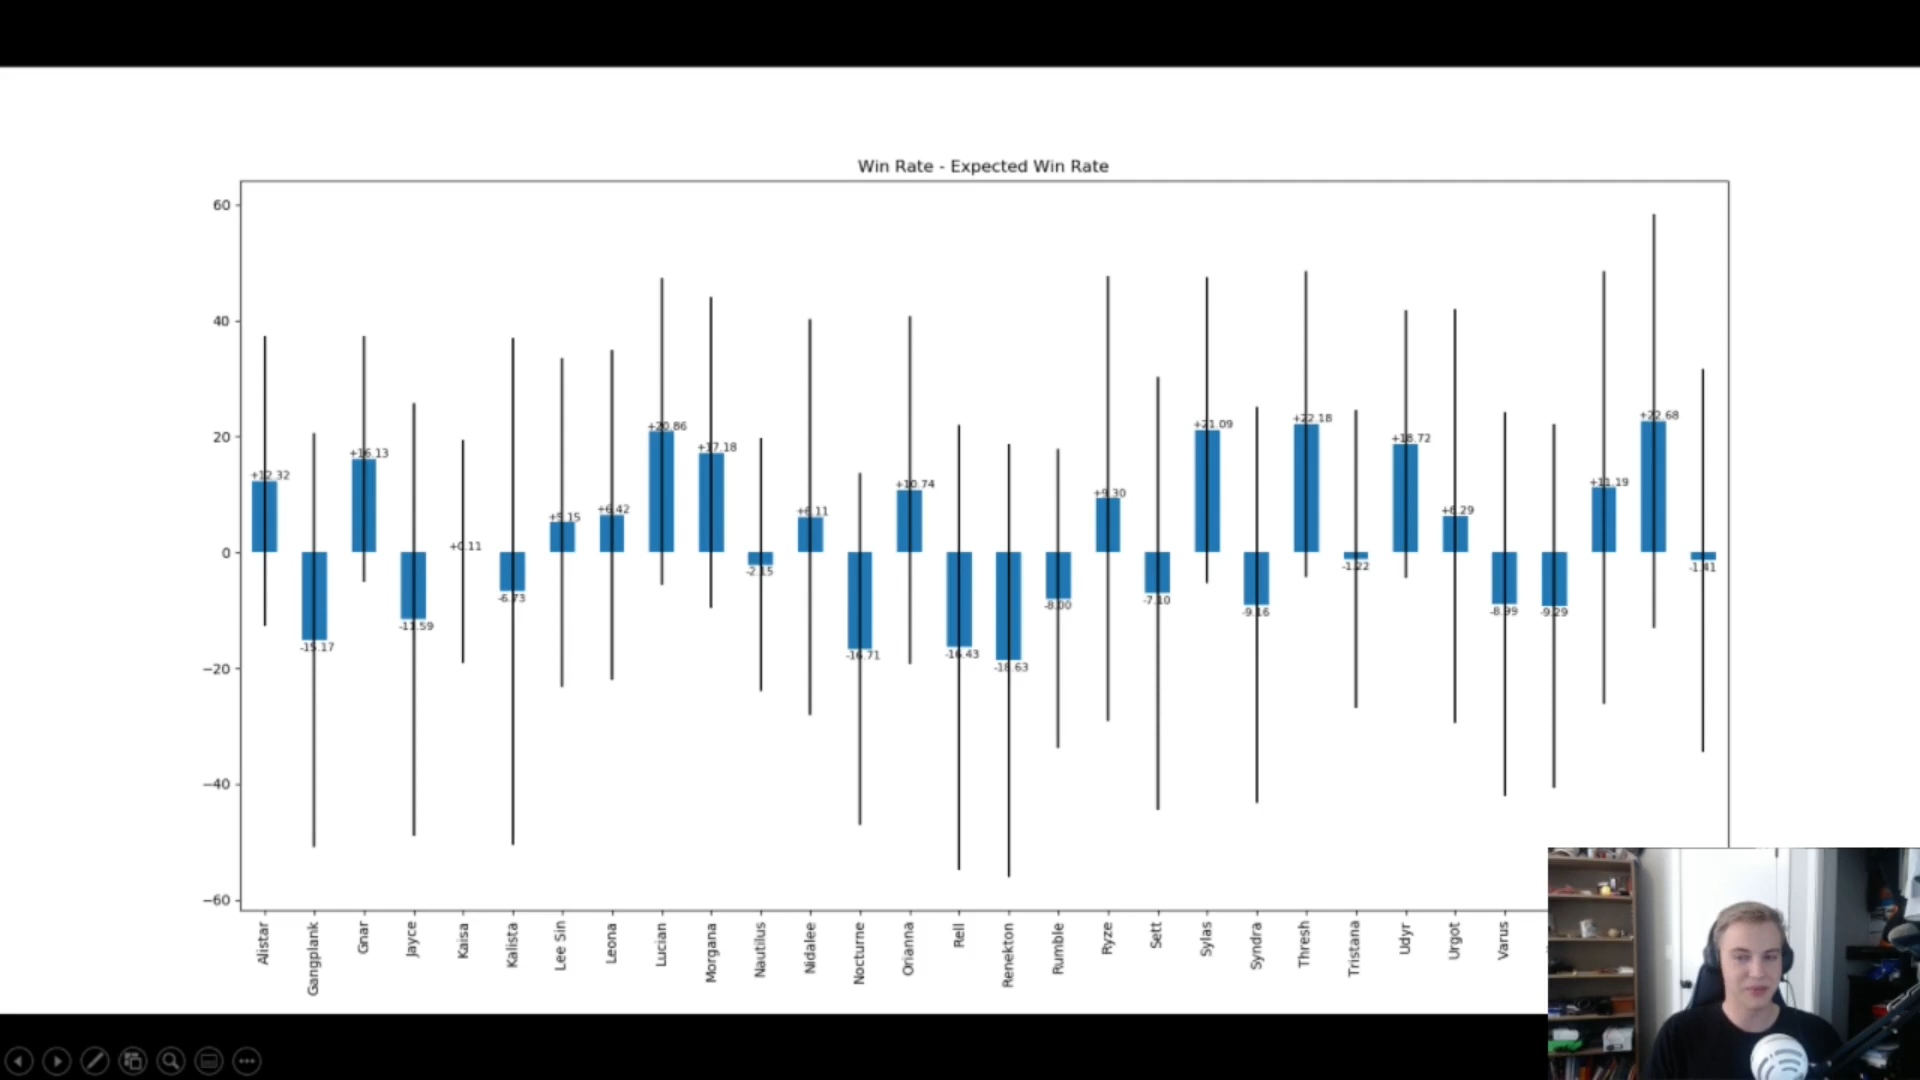 Win Rate - Expected Win Rate
60
40
20
0
−20
−40
−60
+12.32
-15.17
+16.13
-11.59
+0.11
-6.73
+5.15
+6.42
+20.86
+17.18
-2.15
+6.11
-16.71
+10.74
-16.43
-18.63
-8.00
+9.30
-7.10
+21.09
-9.16
+22.18
-1.22
+18.72
+6.29
-8.99
-9.29
+11.19
+22.68
-1.41
Alistar
Gangplank
Gnar
Jayce
Kaisa
Kalista
Lee Sin
Leona
Lucian
Morgana
Nautilus
Nidalee
Nocturne
Orianna
Rell
Renekton
Rumble
Ryze
Sett
Sylas
Syndra
Thresh
Tristana
Udyr
Urgot
Varus